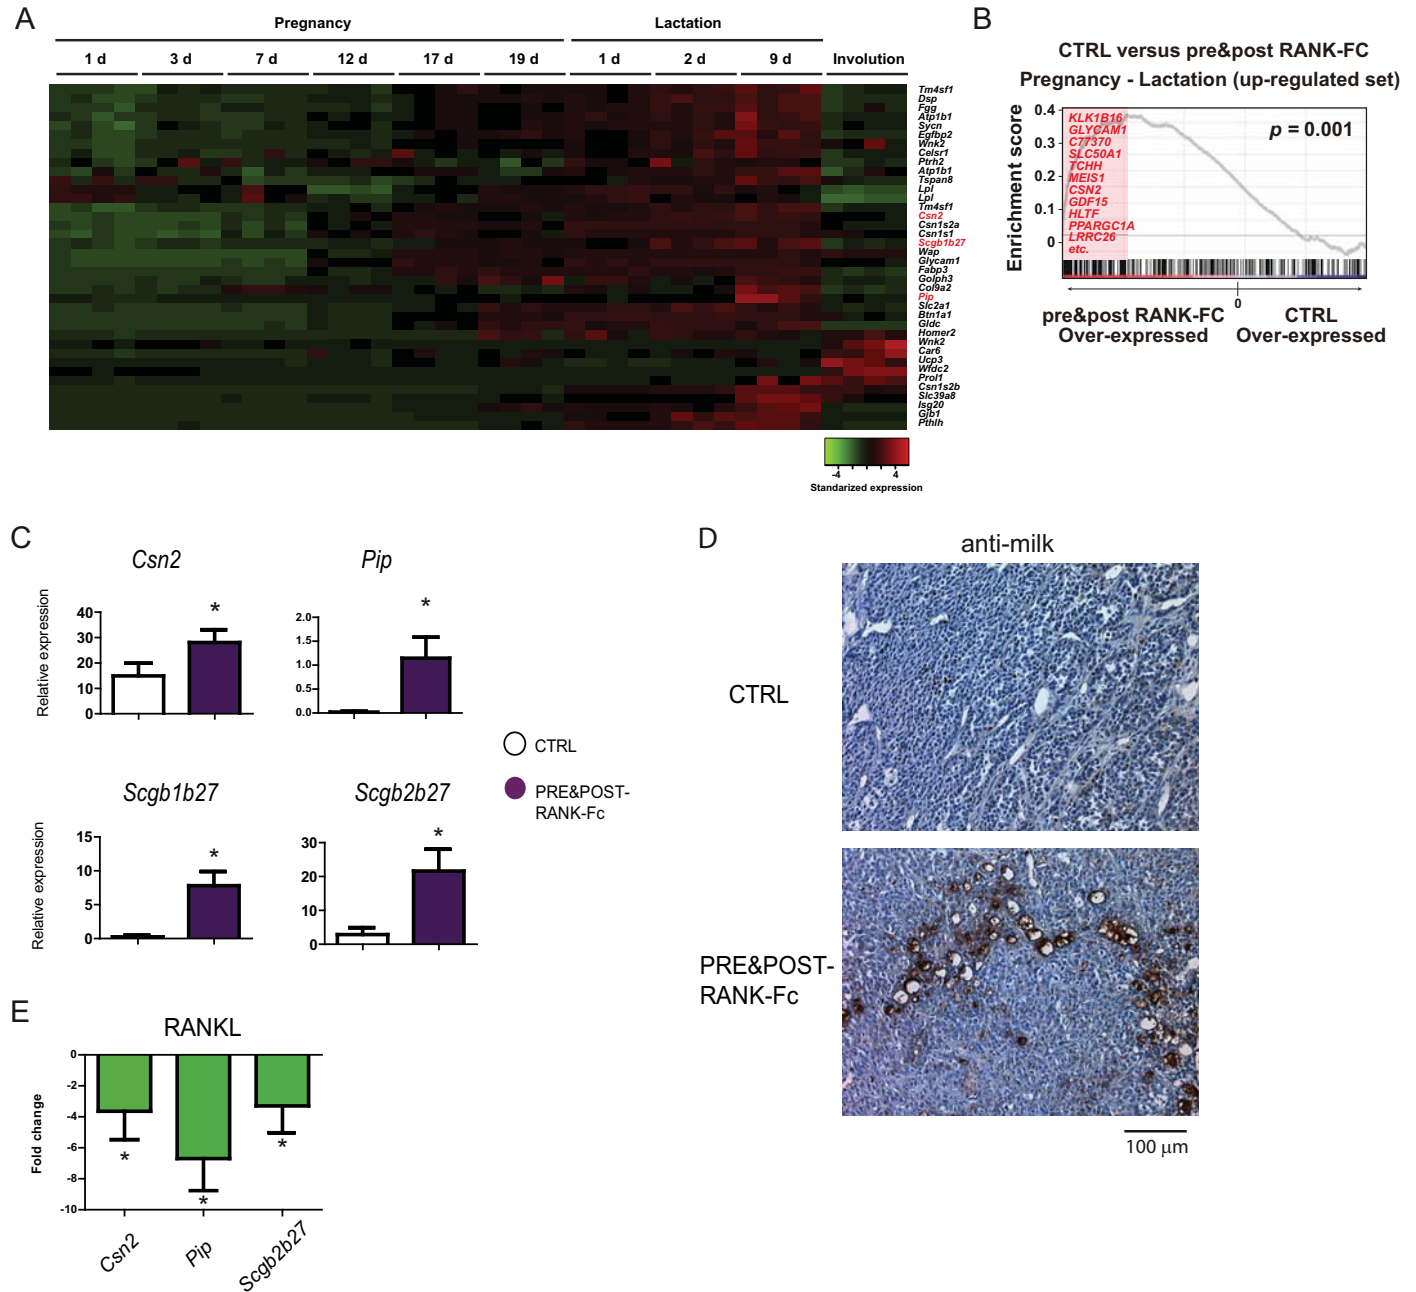 A
Pregnancy
Lactation
1 d
3 d
7 d
12 d
17 d
19 d
1 d
2 d
9 d
Involution
Tm4sf1
Dsp
Fgg
Atp1b1
Sycn
Egfbp2
Wnk2
Celsr1
Ptrh2
Atp1b1
Tspan8
Lpl
Lpl
Tm4sf1
Csn2
Csn1s2a
Csn1s1
Scgb1b27
Wap
Glycam1
Fabp3
Golph3
Col9a2
Pip
Slc2a1
Btn1a1
Gldc
Homer2
Wnk2
Car6
Ucp3
Wfdc2
Prol1
Csn1s2b
Slc39a8
Isg20
Gjb1
Pthlh
-4
4
Standarized expression
B
CTRL versus pre&post RANK-FC
Pregnancy - Lactation (up-regulated set)
Enrichment score
0.4
0.3
0.2
0.1
0
KLK1B16
GLYCAM1
C77370
SLC50A1
TCHH
MEIS1
CSN2
GDF15
HLTF
PPARGC1A
LRRC26
etc.
p = 0.001
0
pre&post RANK-FC
Over-expressed
CTRL
Over-expressed
C
Csn2
Relative expression
40
30
20
10
0
*
Pip
2.0
1.5
1.0
0.5
0.0
*
CTRL
PRE&POST-
RANK-Fc
Scgb1b27
Relative expression
15
10
5
0
*
Scgb2b27
30
20
10
0
*
D
anti-milk
CTRL
PRE&POST-
RANK-Fc
100 μm
E
RANKL
Fold change
0
-2
-4
-6
-8
-10
*
*
*
Csn2
Pip
Scgb2b27